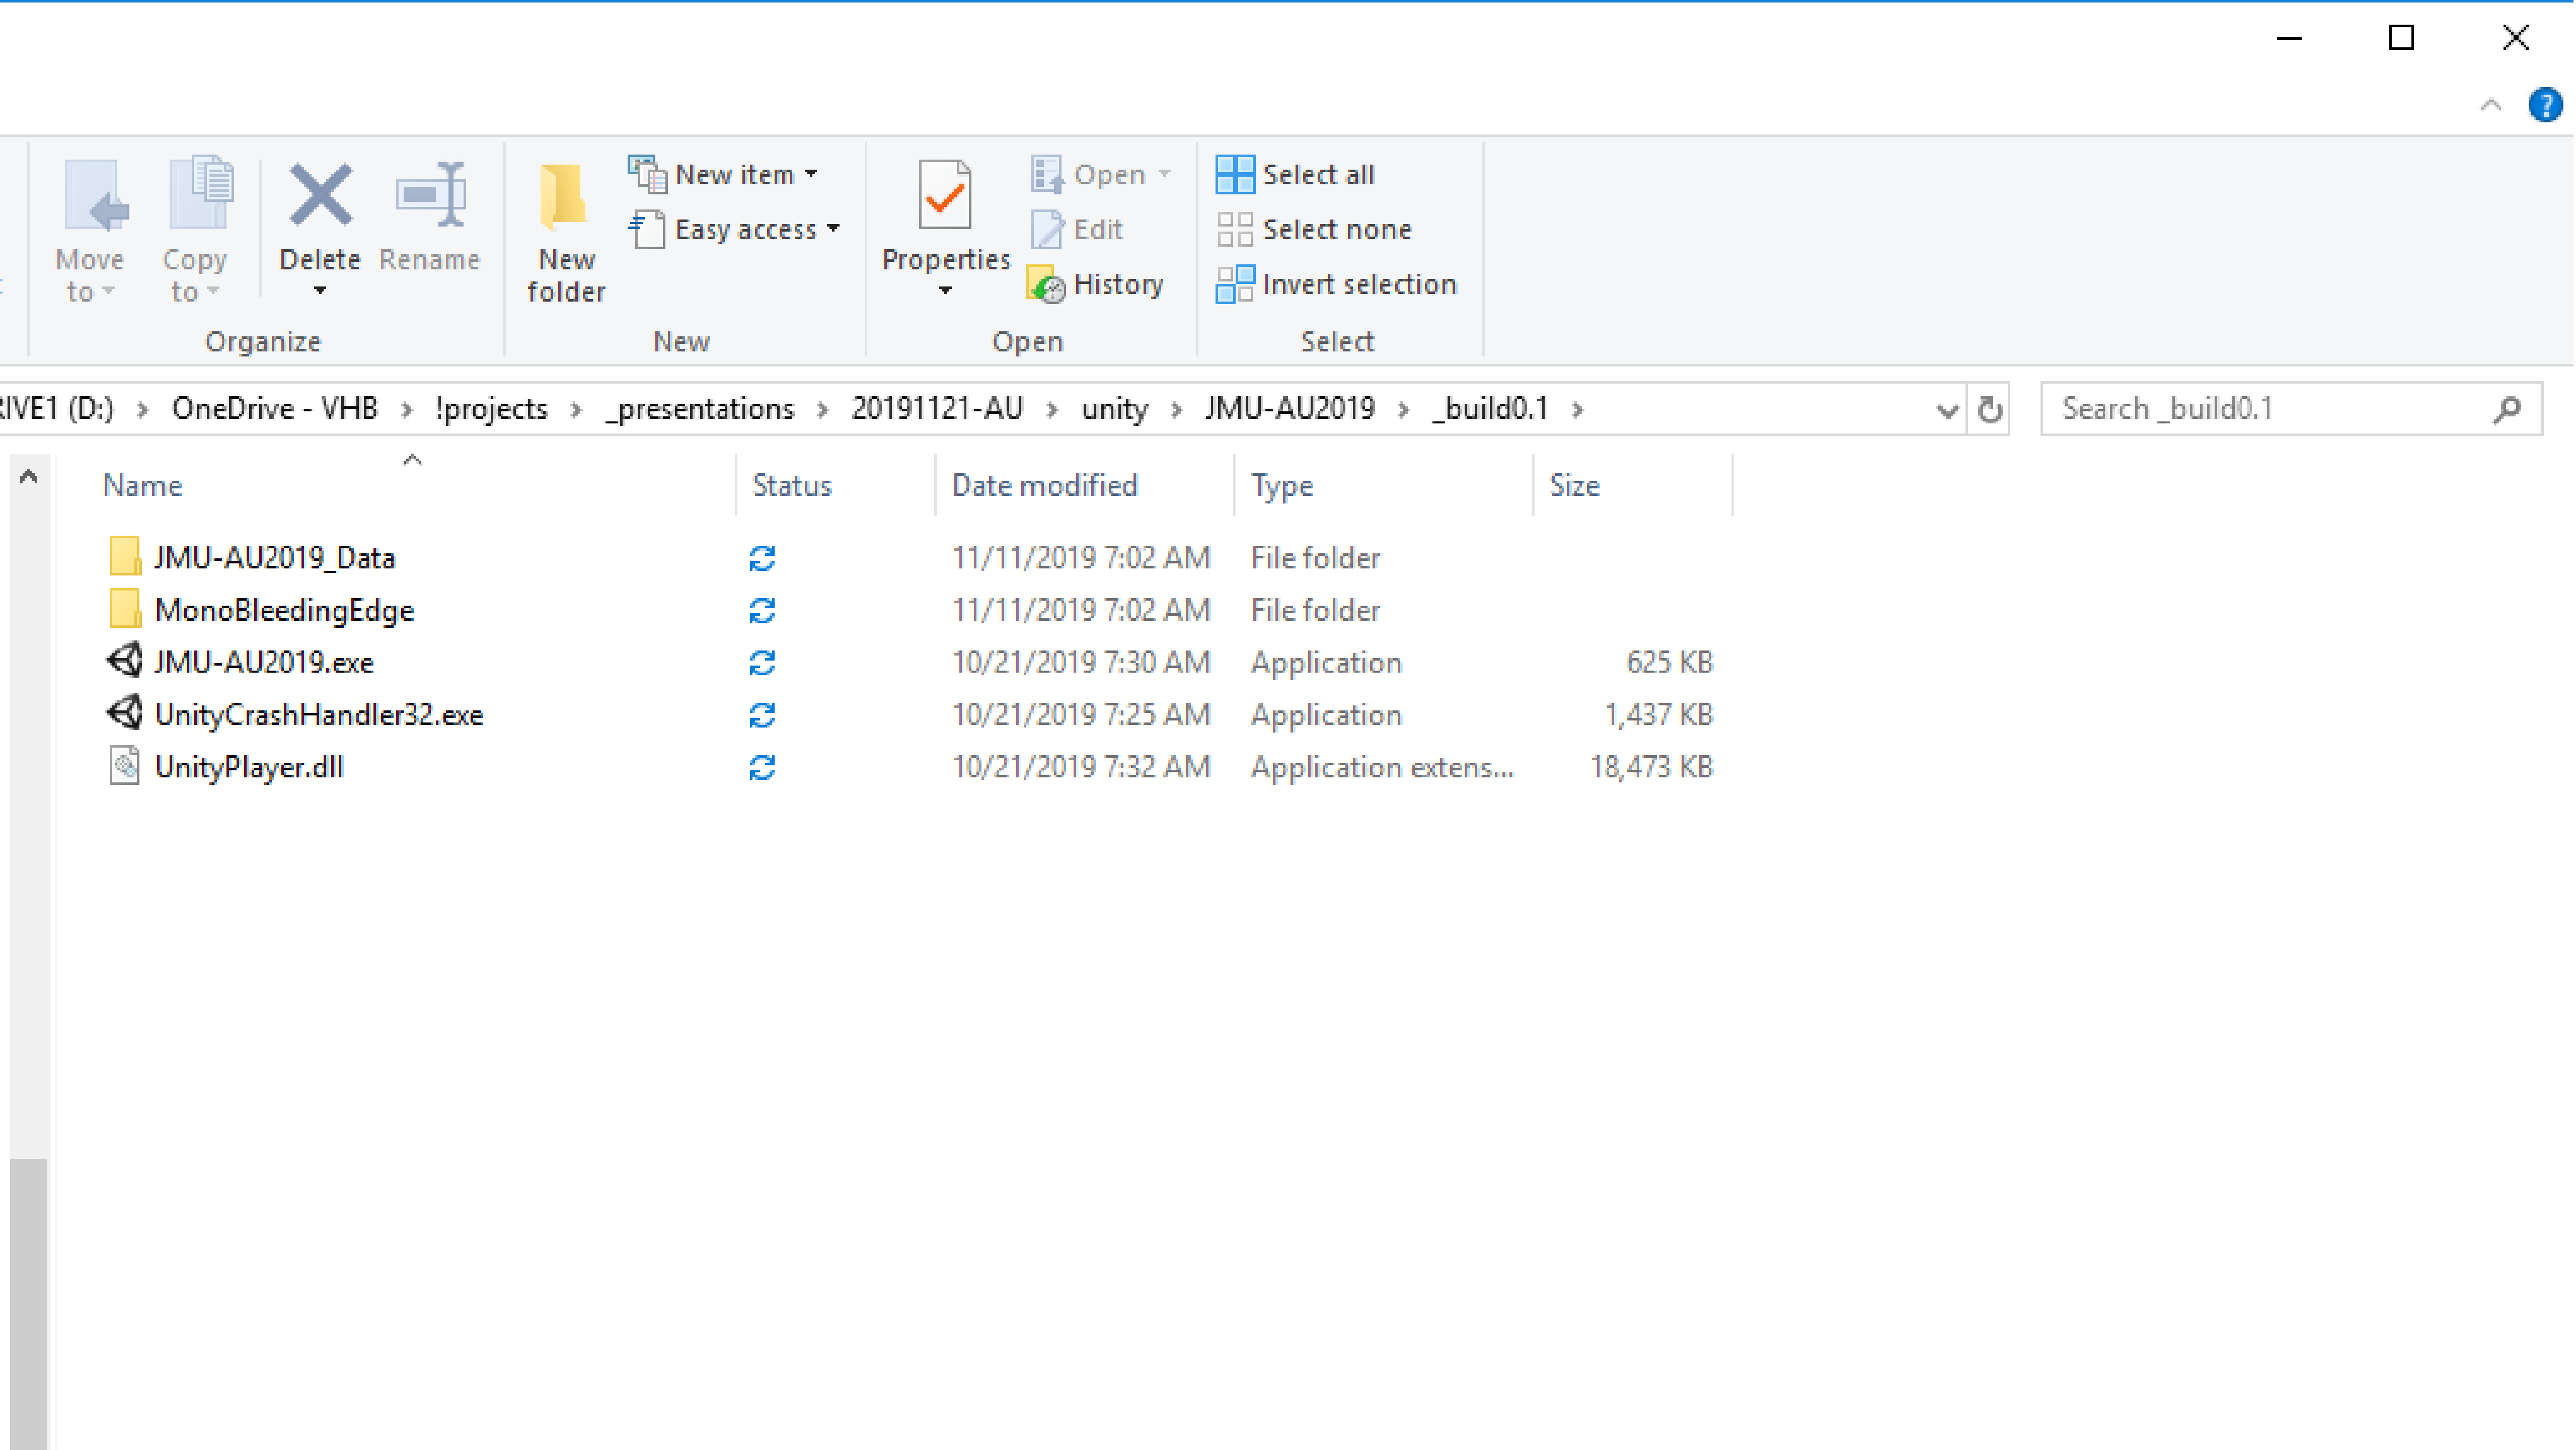 ?
Move to
Copy to
Delete
Rename
Organize
New folder
New item
Easy access
New
Properties
Open
Edit
History
Open
Select all
Select none
Invert selection
Select
RIVE1 (D:) > OneDrive - VHB > !projects > _presentations > 20191121-AU > unity > JMU-AU2019 > _build0.1 >
Search _build0.1
Name Status Date modified Type Size
JMU-AU2019_Data 11/11/2019 7:02 AM File folder
MonoBleedingEdge 11/11/2019 7:02 AM File folder
JMU-AU2019.exe 10/21/2019 7:30 AM Application 625 KB
UnityCrashHandler32.exe 10/21/2019 7:25 AM Application 1,437 KB
UnityPlayer.dll 10/21/2019 7:32 AM Application extens... 18,473 KB